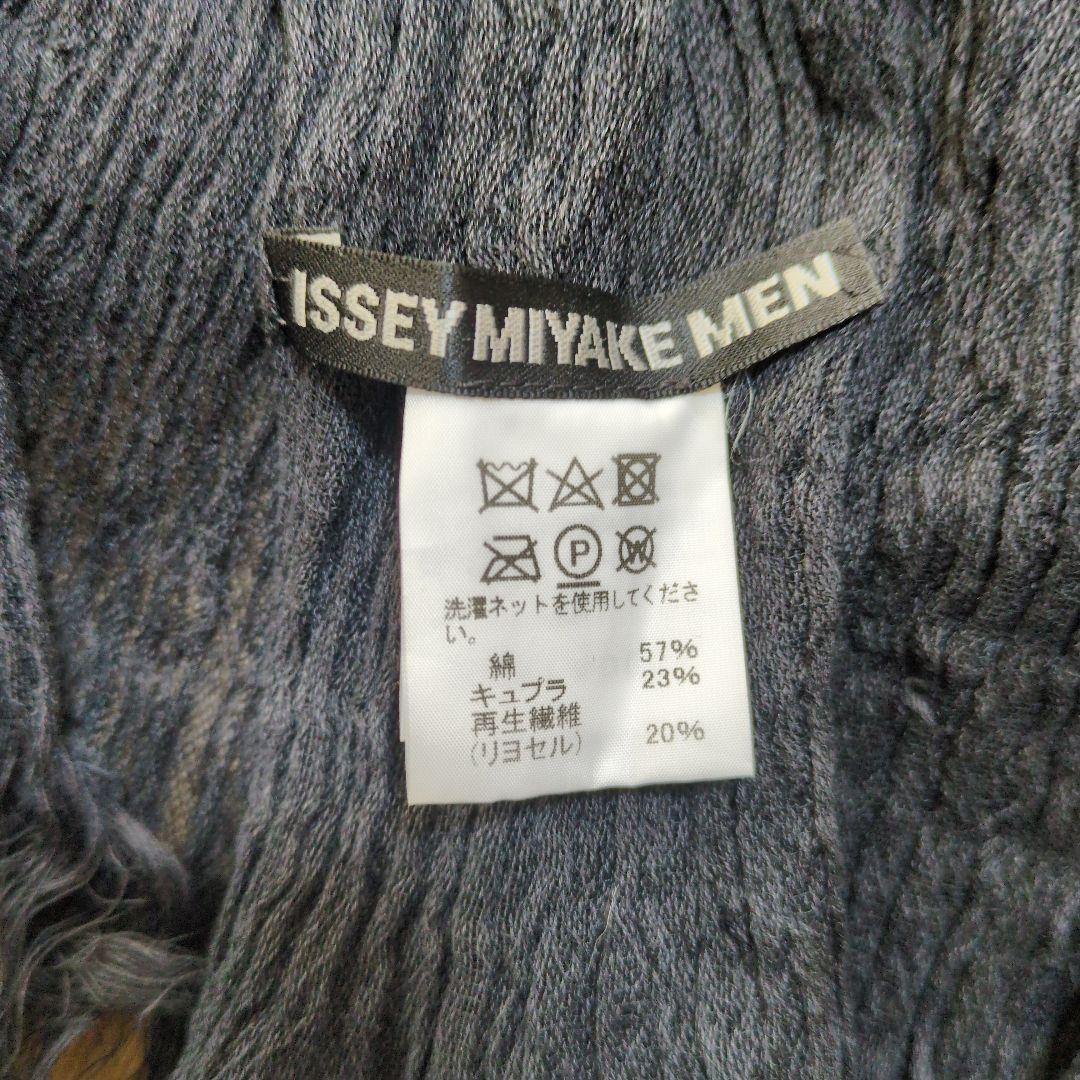 ISSEY MIYAKE MEN
P W
洗濯ネットを使用してくださ
い。
綿 57%
キュプラ 23%
再生繊維
(リヨセル) 20%